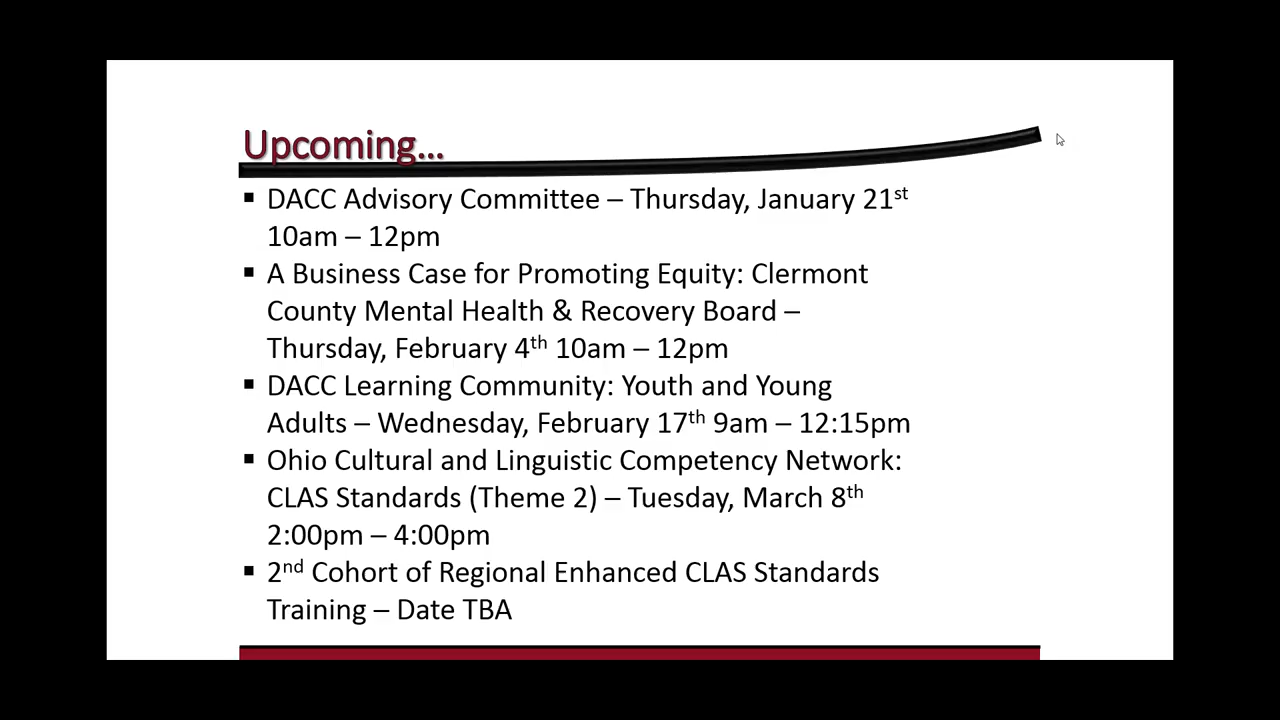 Upcoming...
▪ DACC Advisory Committee – Thursday, January 21st
10am – 12pm
▪ A Business Case for Promoting Equity: Clermont
County Mental Health & Recovery Board –
Thursday, February 4th 10am – 12pm
▪ DACC Learning Community: Youth and Young
Adults – Wednesday, February 17th 9am – 12:15pm
▪ Ohio Cultural and Linguistic Competency Network:
CLAS Standards (Theme 2) – Tuesday, March 8th
2:00pm – 4:00pm
▪ 2nd Cohort of Regional Enhanced CLAS Standards
Training – Date TBA